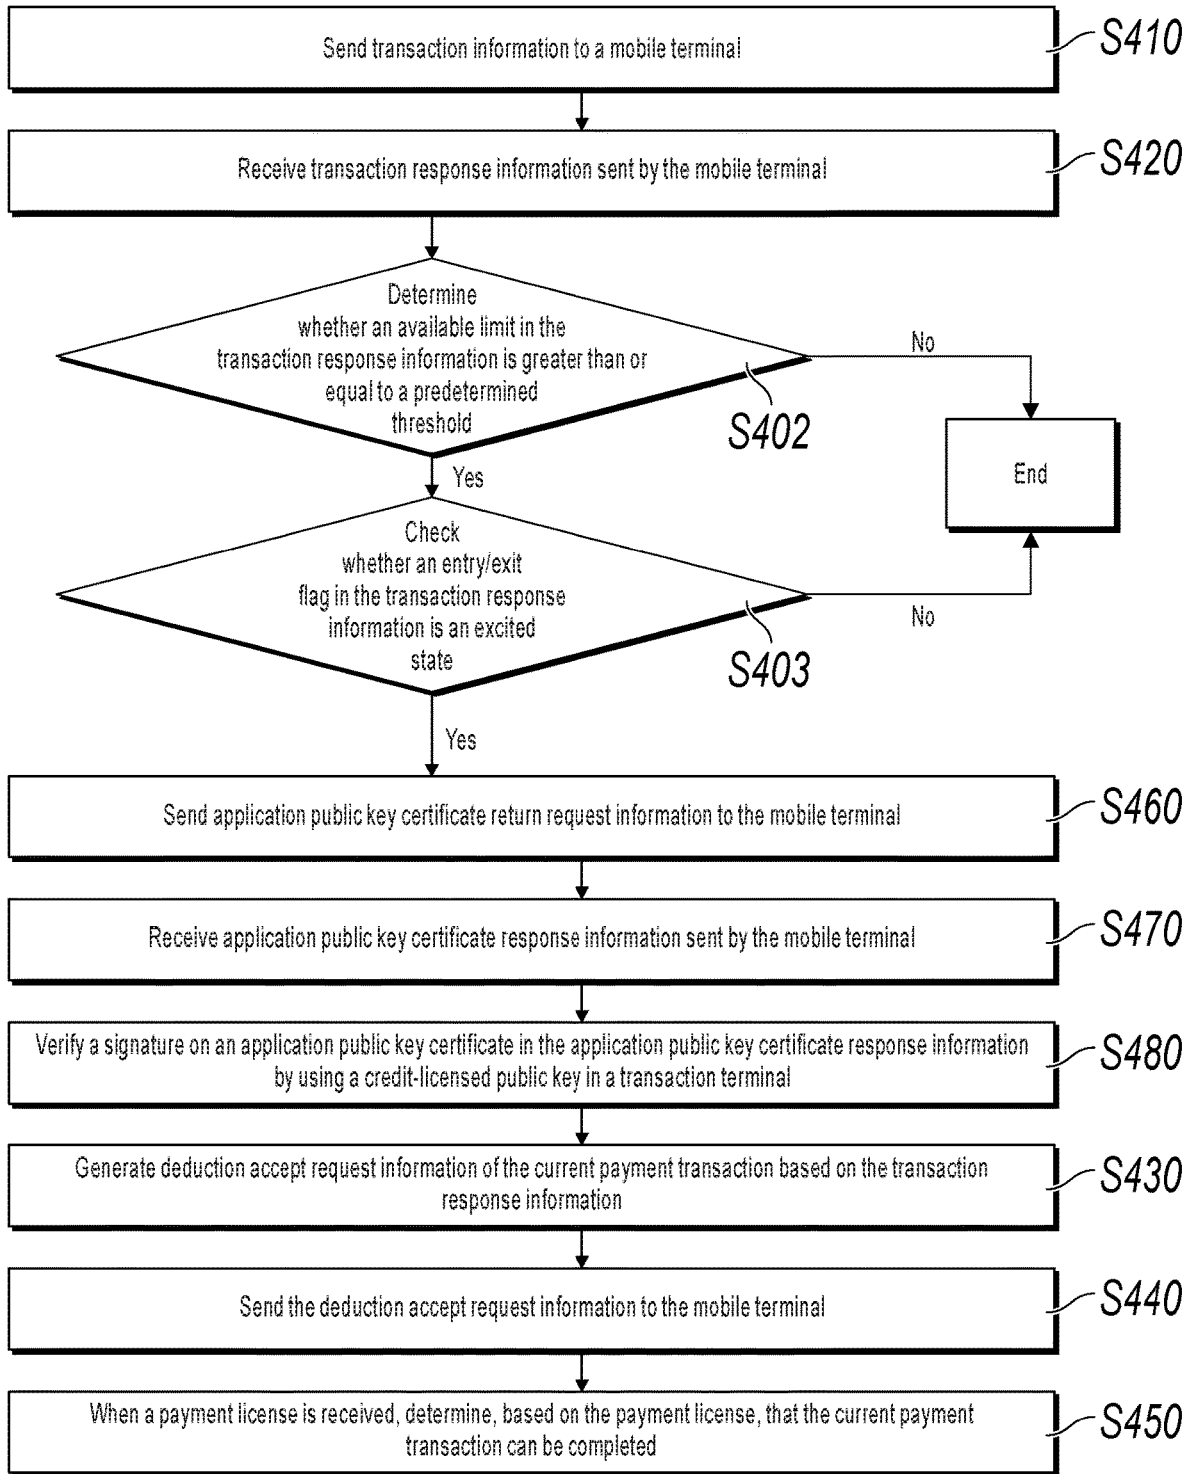 Send transaction information to a mobile terminal
S410
Receive transaction response information sent by the mobile terminal
S420
Determine
whether an available limit in the
transaction response information is greater than or
equal to a predetermined
threshold
S402
No
End
Yes
Check
whether an entry/exit
flag in the transaction response
information is an excited
state
S403
No
Yes
Send application public key certificate return request information to the mobile terminal
S460
Receive application public key certificate response information sent by the mobile terminal
S470
Verify a signature on an application public key certificate in the application public key certificate response information
by using a credit-licensed public key in a transaction terminal
S480
Generate deduction accept request information of the current payment transaction based on the transaction
response information
S430
Send the deduction accept request information to the mobile terminal
S440
When a payment license is received, determine, based on the payment license, that the current payment
transaction can be completed
S450